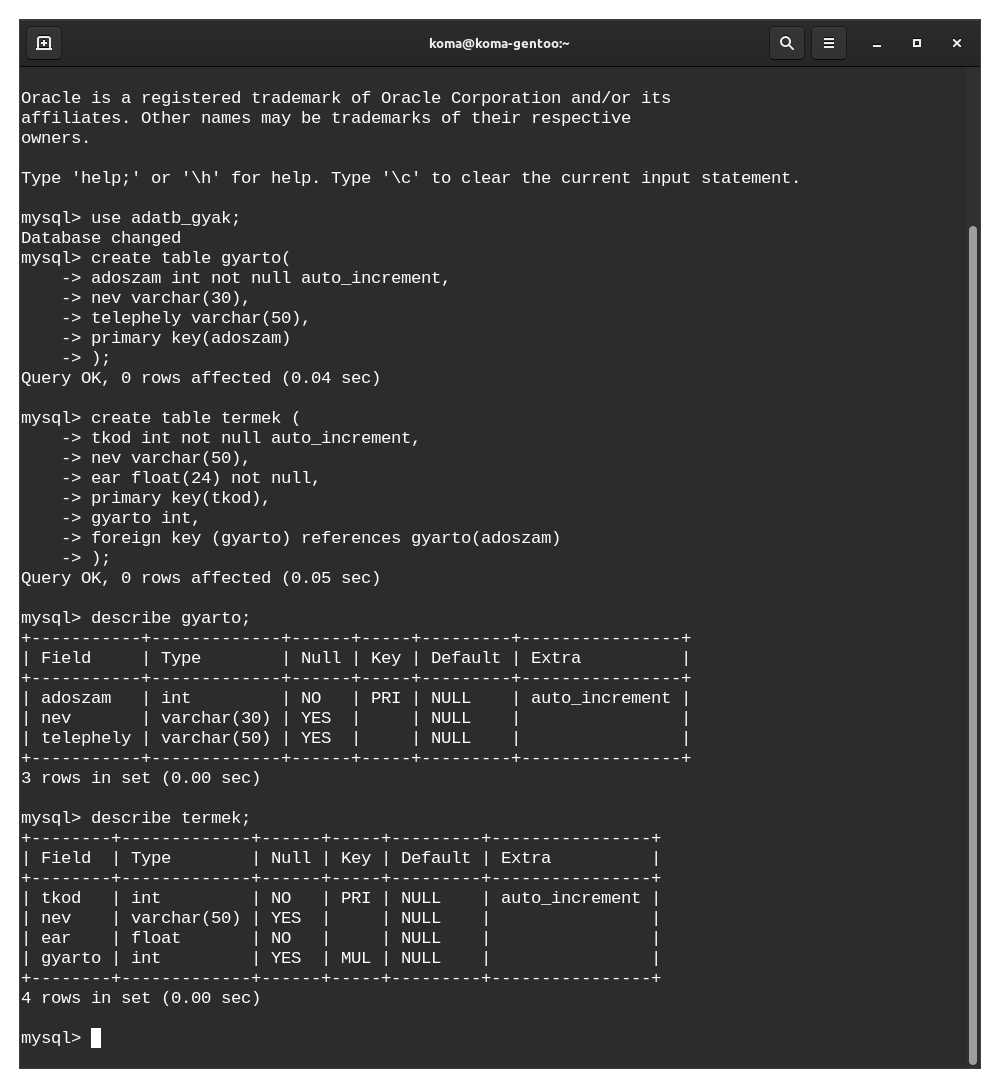 koma@koma-gentoo:~
Oracle is a registered trademark of Oracle Corporation and/or its
affiliates. Other names may be trademarks of their respective
owners.
Type 'help;' or '\h' for help. Type '\c' to clear the current input statement.
mysql> use adatb_gyak;
Database changed
mysql> create table gyarto(
    -> adoszam int not null auto_increment,
    -> nev varchar(30),
    -> telephely varchar(50),
    -> primary key(adoszam)
    -> );
Query OK, 0 rows affected (0.04 sec)
mysql> create table termek (
    -> tkod int not null auto_increment,
    -> nev varchar(50),
    -> ear float(24) not null,
    -> primary key(tkod),
    -> gyarto int,
    -> foreign key (gyarto) references gyarto(adoszam)
    -> );
Query OK, 0 rows affected (0.05 sec)
mysql> describe gyarto;
+-----------+-------------+------+-----+---------+----------------+
| Field     | Type        | Null | Key | Default | Extra          |
+-----------+-------------+------+-----+---------+----------------+
| adoszam   | int         | NO   | PRI | NULL    | auto_increment |
| nev       | varchar(30) | YES  |     | NULL    |                |
| telephely | varchar(50) | YES  |     | NULL    |                |
+-----------+-------------+------+-----+---------+----------------+
3 rows in set (0.00 sec)
mysql> describe termek;
+--------+-------------+------+-----+---------+----------------+
| Field  | Type        | Null | Key | Default | Extra          |
+--------+-------------+------+-----+---------+----------------+
| tkod   | int         | NO   | PRI | NULL    | auto_increment |
| nev    | varchar(50) | YES  |     | NULL    |                |
| ear    | float       | NO   |     | NULL    |                |
| gyarto | int         | YES  | MUL | NULL    |                |
+--------+-------------+------+-----+---------+----------------+
4 rows in set (0.00 sec)
mysql>